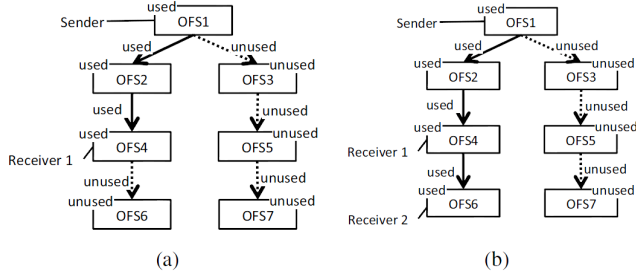 used
Sender
OFS1
used
unused
used
OFS2
OFS3
unused
used
unused
used
OFS4
OFS5
unused
Receiver 1
unused
unused
used
OFS6
OFS7
unused
(a)
used
Sender
OFS1
used
unused
used
OFS2
OFS3
unused
used
unused
used
OFS4
OFS5
unused
Receiver 1
used
unused
used
OFS6
OFS7
unused
Receiver 2
(b)